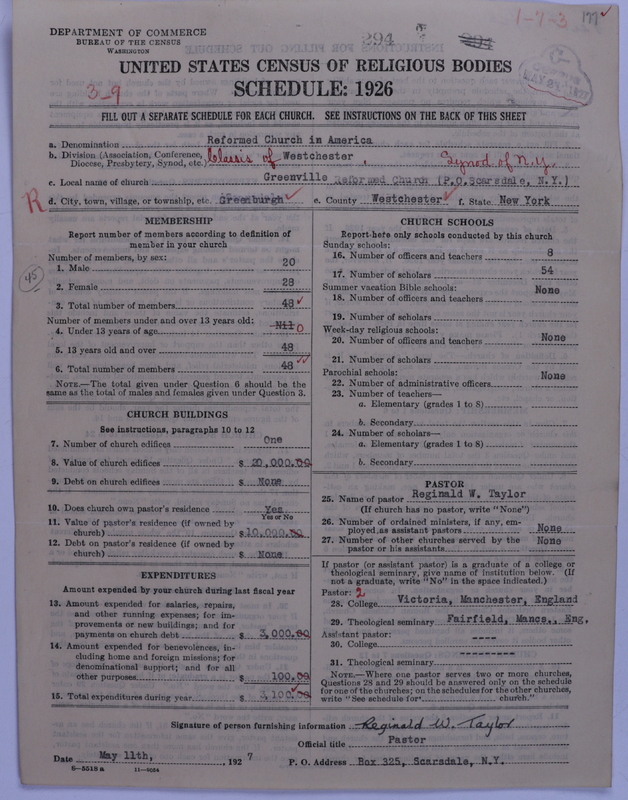 1-7-3 177
294 294
DEPARTMENT OF COMMERCE
BUREAU OF THE CENSUS
WASHINGTON
UNITED STATES CENSUS OF RELIGIOUS BODIES
3-9
SCHEDULE: 1926
FILL OUT A SEPARATE SCHEDULE FOR EACH CHURCH. SEE INSTRUCTIONS ON THE BACK OF THIS SHEET
a. Denomination Reformed Church in America
b. Division (Association, Conference, Diocese, Presbytery, Synod, etc.) Classis of Westchester, Synod of N.Y.
c. Local name of church Greenville Reformed Church (P.O. Scarsdale, N.Y.)
R d. City, town, village, or township, etc. Greenburgh e. County Westchester f. State New York
MEMBERSHIP
Report number of members according to definition of
member in your church
Number of members, by sex:
1. Male 20
45
2. Female 28
3. Total number of members 48
Number of members under and over 13 years old:
4. Under 13 years of age Nil 0
5. 13 years old and over 48
6. Total number of members 48
NOTE.—The total given under Question 6 should be the
same as the total of males and females given under Question 3.
CHURCH BUILDINGS
See instructions, paragraphs 10 to 12
7. Number of church edifices One
8. Value of church edifices $ 20,000.00
9. Debt on church edifices $ None
10. Does church own pastor's residence Yes
Yes or No
11. Value of pastor's residence (if owned by
church) $ 10,000.00
12. Debt on pastor's residence (if owned by
church) $ None
EXPENDITURES
Amount expended by your church during last fiscal year
13. Amount expended for salaries, repairs,
and other running expenses; for im-
provements or new buildings; and for
payments on church debt $ 3,000.00
14. Amount expended for benevolences, in-
cluding home and foreign missions; for
denominational support; and for all
other purposes $ 100.00
15. Total expenditures during year $ 3,100.00
CHURCH SCHOOLS
Report here only schools conducted by this church
Sunday schools:
16. Number of officers and teachers 8
17. Number of scholars 54
Summer vacation Bible schools: None
18. Number of officers and teachers
19. Number of scholars
Week-day religious schools:
20. Number of officers and teachers None
21. Number of scholars
Parochial schools: None
22. Number of administrative officers
23. Number of teachers—
a. Elementary (grades 1 to 8)
b. Secondary
24. Number of scholars—
a. Elementary (grades 1 to 8)
b. Secondary
PASTOR
25. Name of pastor Reginald W. Taylor
(If church has no pastor, write "None")
26. Number of ordained ministers, if any, em-
ployed as assistant pastors None
27. Number of other churches served by the
pastor or his assistants None
If pastor (or assistant pastor) is a graduate of a college or
theological seminary, give name of institution below. (If
not a graduate, write "No" in the space indicated.)
Pastor: 2
28. College Victoria, Manchester, England
29. Theological seminary Fairfield, Mancs., Eng.
Assistant pastor:
30. College ----
31. Theological seminary ---------
NOTE.—Where one pastor serves two or more churches,
Questions 28 and 29 should be answered only on the schedule
for one of the churches; on the schedules for the other churches,
write "See schedule for church."
Signature of person furnishing information Reginald W. Taylor
Official title Pastor
Date May 11th, 1927 P. O. Address Box 325, Scarsdale, N.Y.
6-5518 a 11-9024